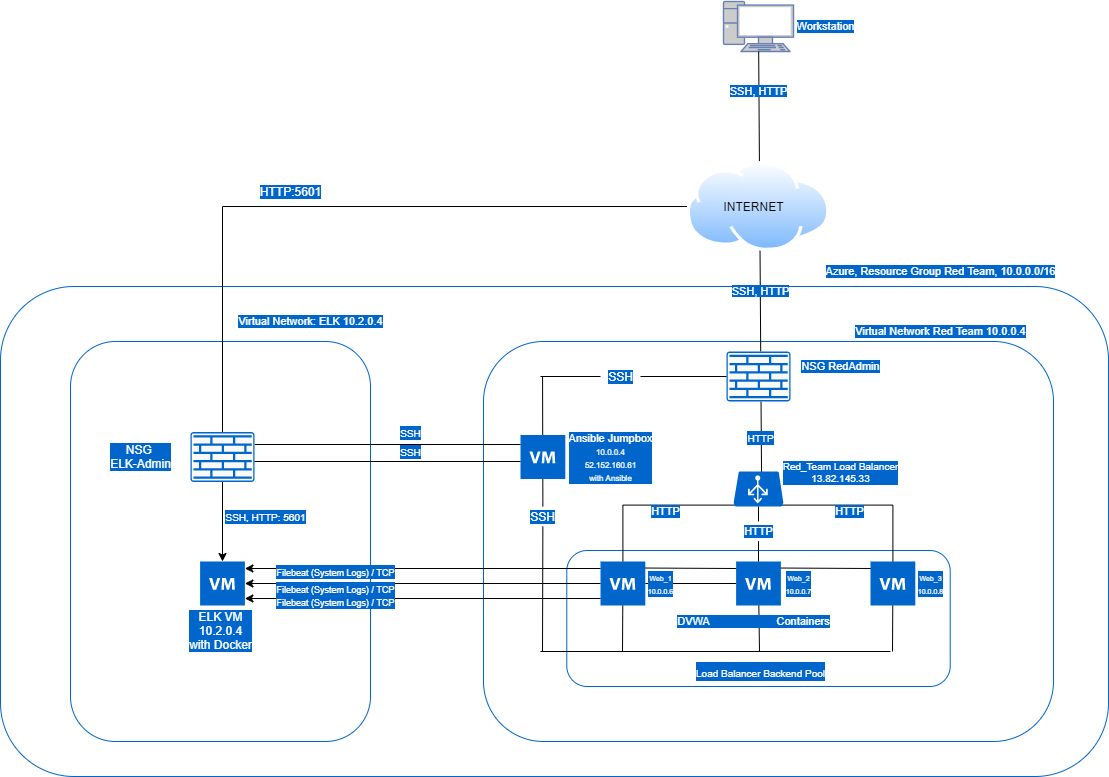 Workstation
SSH, HTTP
HTTP:5601
INTERNET
Azure, Resource Group Red Team, 10.0.0.0/16
SSH, HTTP
Virtual Network: ELK 10.2.0.4
Virtual Network Red Team 10.0.0.4
NSG RedAdmin
SSH
SSH
SSH
NSG
ELK-Admin
VM
Ansible Jumpbox
10.0.0.4
52.152.160.61
with Ansible
HTTP
Red_Team Load Balancer
13.82.145.33
SSH, HTTP: 5601
SSH
HTTP
HTTP
HTTP
VM
Filebeat (System Logs) / TCP
Filebeat (System Logs) / TCP
Filebeat (System Logs) / TCP
VM
Web_1
10.0.0.6
VM
Web_2
10.0.0.7
VM
Web_3
10.0.0.8
ELK VM
10.2.0.4
with Docker
DVWA Containers
Load Balancer Backend Pool